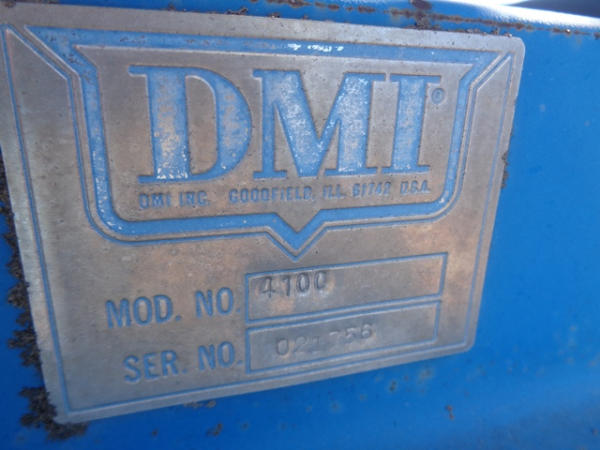 DMI®
DMI INC. GOODFIELD, ILL. 61742 U.S.A.
MOD. NO. 4100
SER. NO.